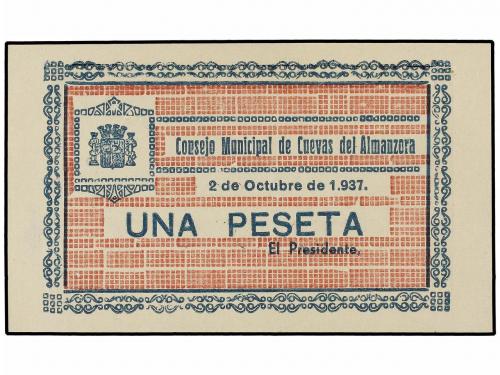 Consejo Municipal de Cuevas del Almanzora
2 de Octubre de 1.937.
UNA PESETA
El Presidente,